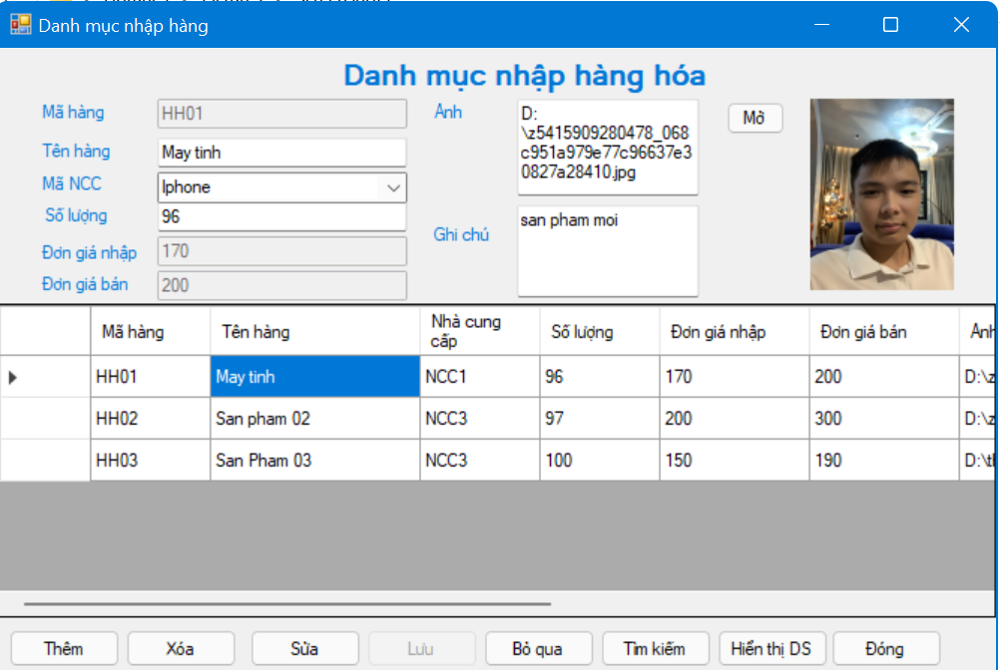 Danh mục nhập hàng
Danh mục nhập hàng hóa
Mã hàng
HH01
Tên hàng
May tinh
Mã NCC
Iphone
Số lượng
96
Đơn giá nhập
170
Đơn giá bán
200
Ảnh
D:
\z5415909280478_068
c951a979e77c96637e3
0827a28410.jpg
Mở
Ghi chú
san pham moi
Mã hàng Tên hàng Nhà cung cấp Số lượng Đơn giá nhập Đơn giá bán Ảnh
HH01 May tinh NCC1 96 170 200 D:\z
HH02 San pham 02 NCC3 97 200 300 D:\z
HH03 San Pham 03 NCC3 100 150 190 D:\th
Thêm Xóa Sửa Lưu Bỏ qua Tìm kiếm Hiển thị DS Đóng